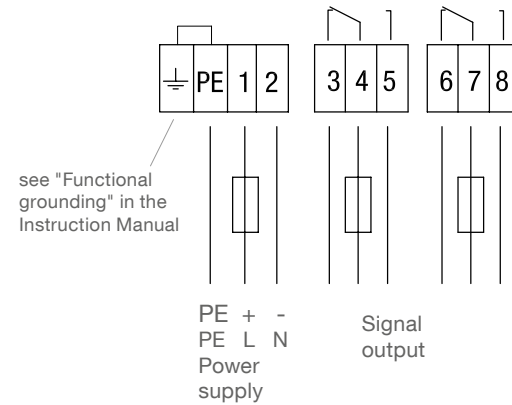 PE 1 2 3 4 5 6 7 8
see "Functional
grounding" in the
Instruction Manual
PE + -
PE L N
Power
supply
Signal
output